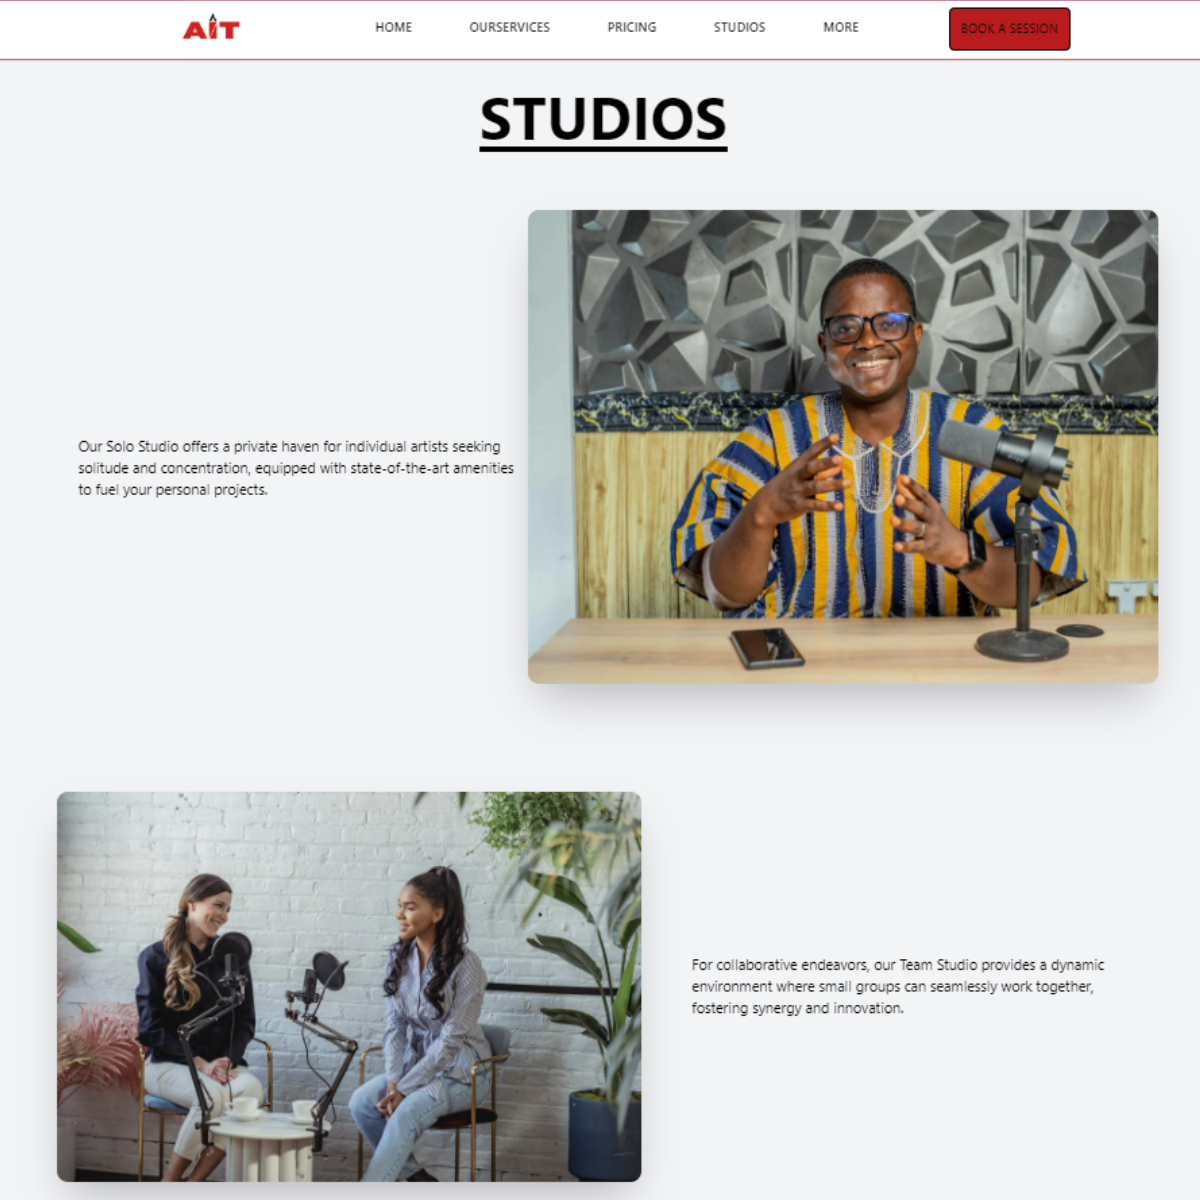 AIT
HOME
OURSERVICES
PRICING
STUDIOS
MORE
BOOK A SESSION
STUDIOS
Our Solo Studio offers a private haven for individual artists seeking
solitude and concentration, equipped with state-of-the-art amenities
to fuel your personal projects.
For collaborative endeavors, our Team Studio provides a dynamic
environment where small groups can seamlessly work together,
fostering synergy and innovation.